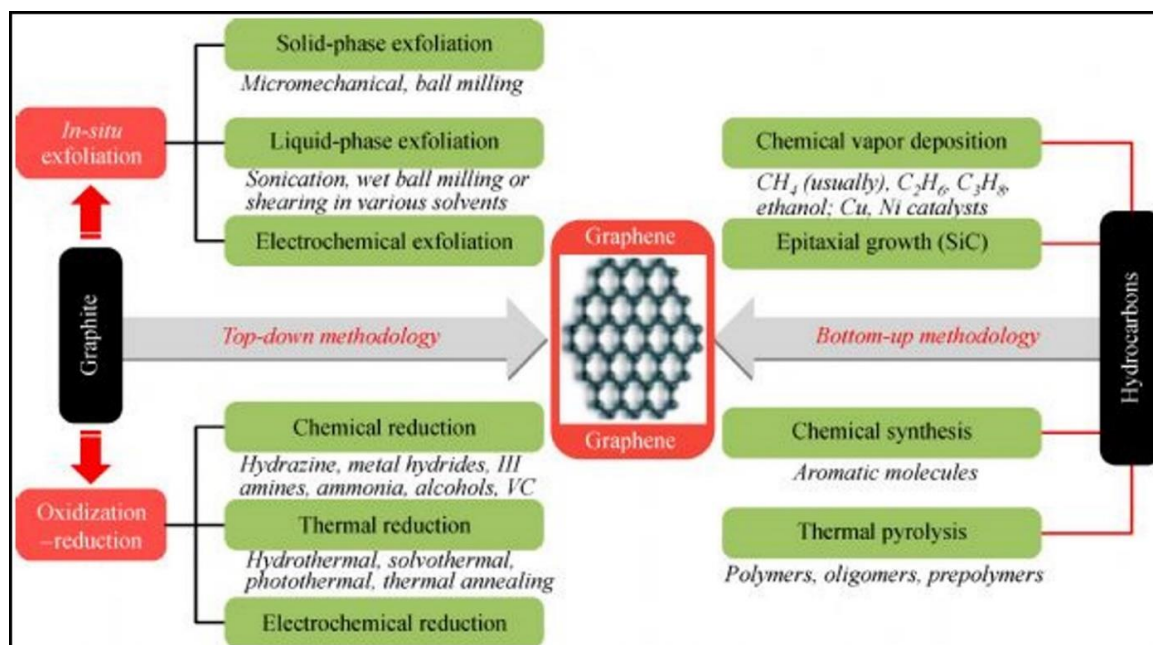 Solid-phase exfoliation
Micromechanical, ball milling
In-situ
exfoliation
Liquid-phase exfoliation
Sonication, wet ball milling or
shearing in various solvents
Electrochemical exfoliation
Graphite
Top-down methodology
Chemical reduction
Hydrazine, metal hydrides, III
amines, ammonia, alcohols, VC
Oxidization
–reduction
Thermal reduction
Hydrothermal, solvothermal,
photothermal, thermal annealing
Electrochemical reduction
Graphene
Graphene
Chemical vapor deposition
CH₄ (usually), C₂H₆, C₃H₈,
ethanol; Cu, Ni catalysts
Epitaxial growth (SiC)
Bottom-up methodology
Hydrocarbons
Chemical synthesis
Aromatic molecules
Thermal pyrolysis
Polymers, oligomers, prepolymers